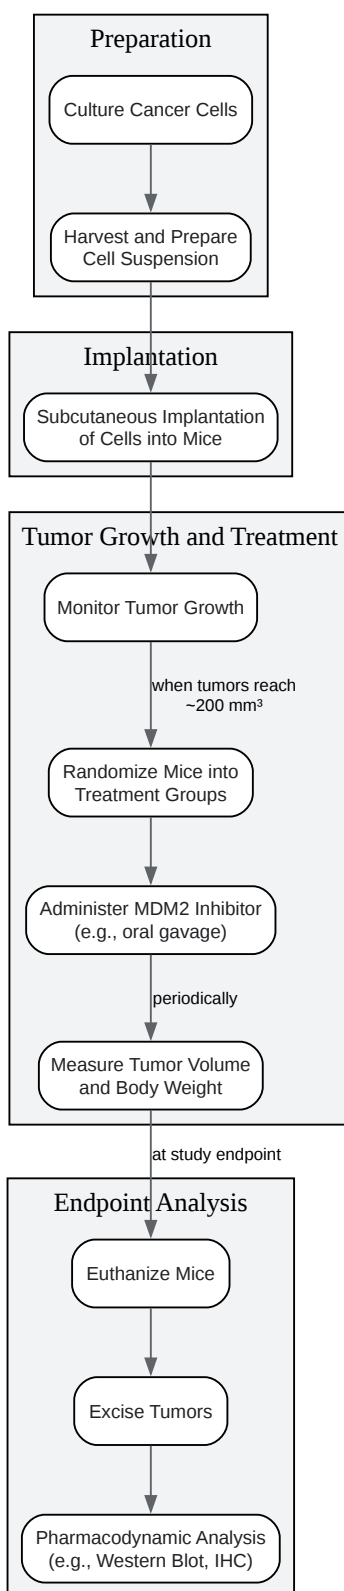 Preparation
Culture Cancer Cells
Harvest and Prepare
Cell Suspension
Implantation
Subcutaneous Implantation
of Cells into Mice
Tumor Growth and Treatment
Monitor Tumor Growth
when tumors reach
~200 mm³
Randomize Mice into
Treatment Groups
Administer MDM2 Inhibitor
(e.g., oral gavage)
periodically
Measure Tumor Volume
and Body Weight
at study endpoint
Endpoint Analysis
Euthanize Mice
Excise Tumors
Pharmacodynamic Analysis
(e.g., Western Blot, IHC)